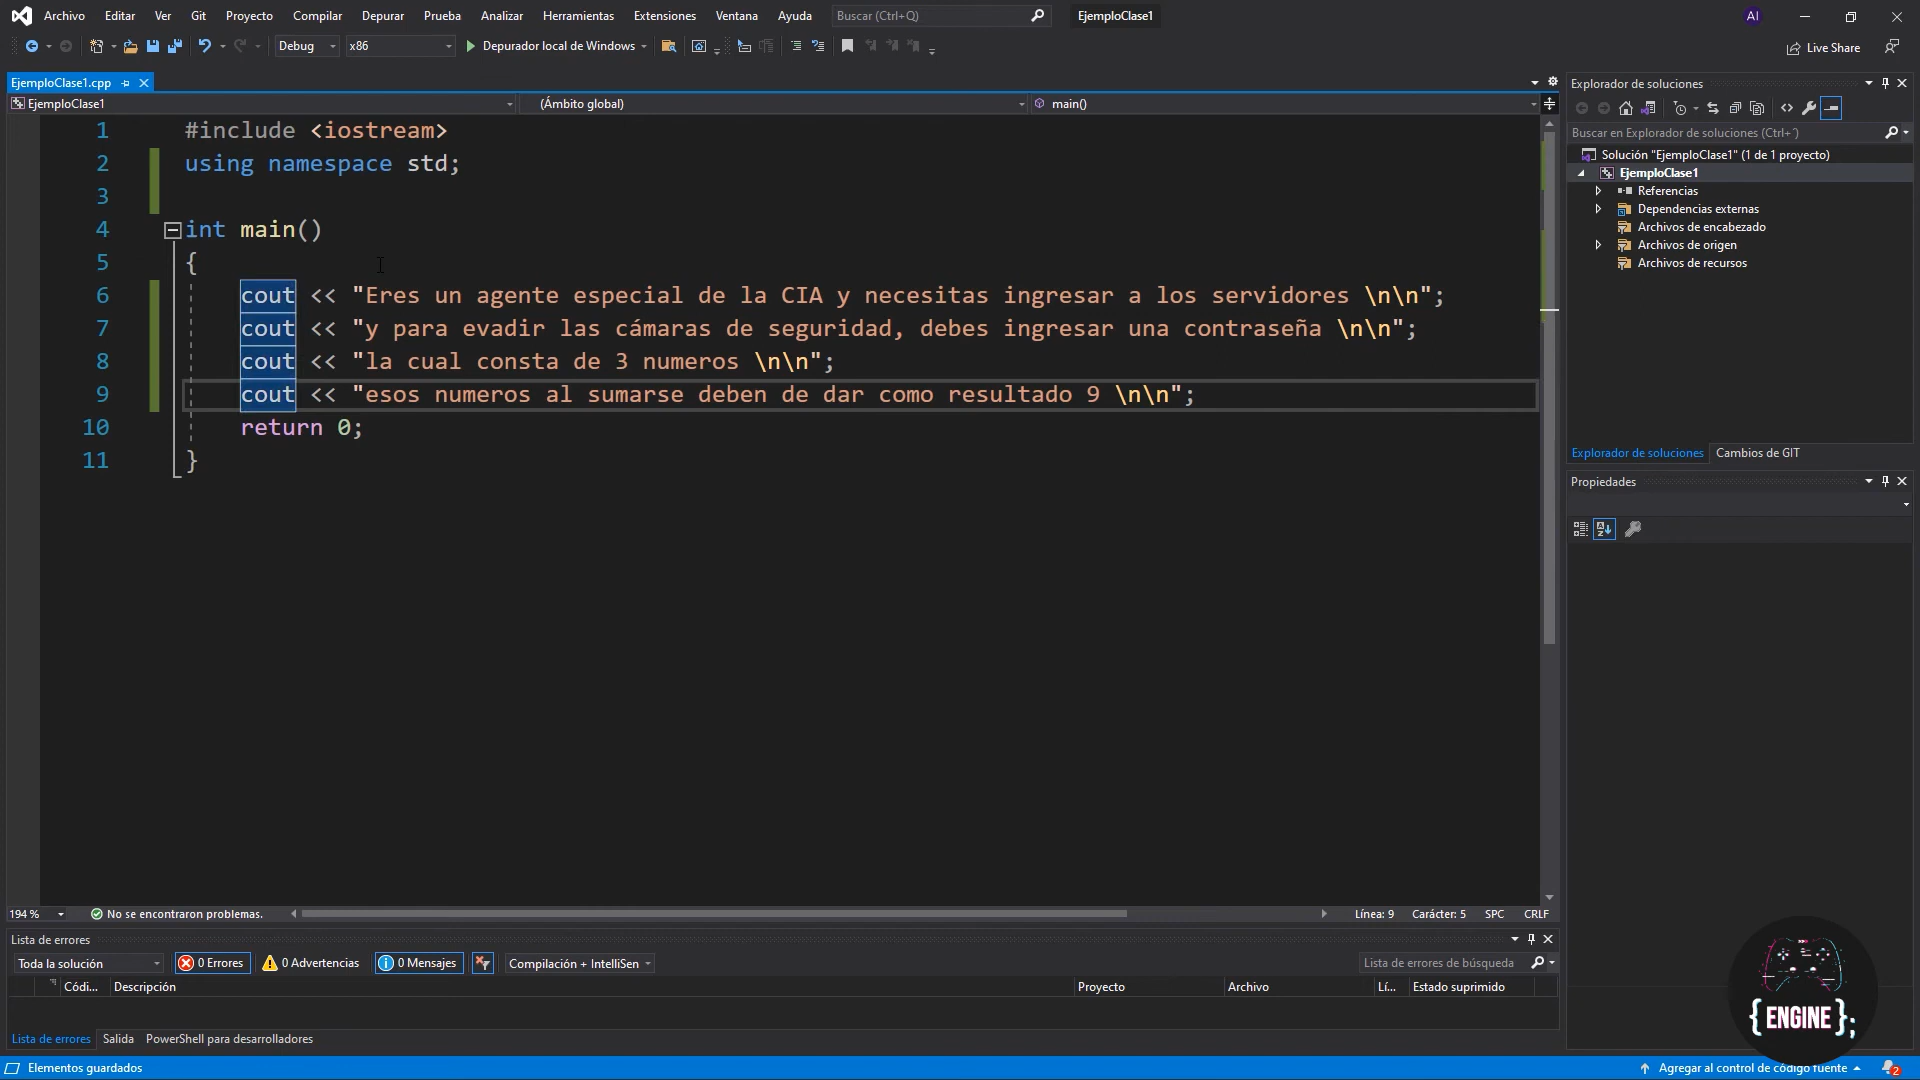 Archivo Editar Ver Git Proyecto Compilar Depurar Prueba Analizar Herramientas Extensiones Ventana Ayuda Buscar (Ctrl+Q) EjemploClase1 AI
Debug x86 Depurador local de Windows Live Share
EjemploClase1.cpp
EjemploClase1 (Ámbito global) main()
1 #include <iostream>
2 using namespace std;
3
4 int main()
5 {
6 cout << "Eres un agente especial de la CIA y necesitas ingresar a los servidores \n\n";
7 cout << "y para evadir las cámaras de seguridad, debes ingresar una contraseña \n\n";
8 cout << "la cual consta de 3 numeros \n\n";
9 cout << "esos numeros al sumarse deben de dar como resultado 9 \n\n";
10 return 0;
11 }
194 % No se encontraron problemas. Línea: 9 Carácter: 5 SPC CRLF
Lista de errores
Toda la solución 0 Errores 0 Advertencias 0 Mensajes Compilación + IntelliSen Lista de errores de búsqueda
Códi... Descripción Proyecto Archivo Lí... Estado suprimido
Lista de errores Salida PowerShell para desarrolladores
Elementos guardados Agregar al control de código fuente 2
Explorador de soluciones
Buscar en Explorador de soluciones (Ctrl+´)
Solución "EjemploClase1" (1 de 1 proyecto)
EjemploClase1
Referencias
Dependencias externas
Archivos de encabezado
Archivos de origen
Archivos de recursos
Explorador de soluciones Cambios de GIT
Propiedades
{ENGINE};